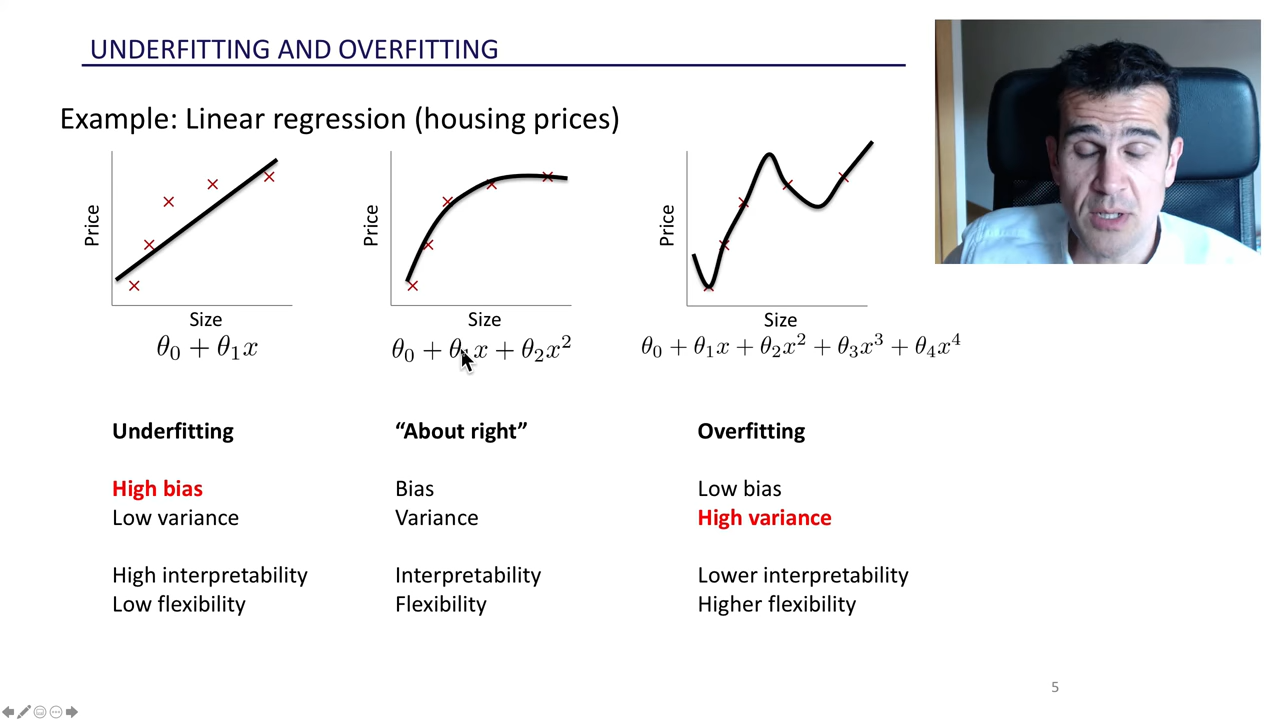 UNDERFITTING AND OVERFITTING
Example: Linear regression (housing prices)
Price
Size
θ₀ + θ₁x
Price
Size
θ₀ + θ₁x + θ₂x²
Price
Size
θ₀ + θ₁x + θ₂x² + θ₃x³ + θ₄x⁴
Underfitting
High bias
Low variance
High interpretability
Low flexibility
“About right”
Bias
Variance
Interpretability
Flexibility
Overfitting
Low bias
High variance
Lower interpretability
Higher flexibility
5